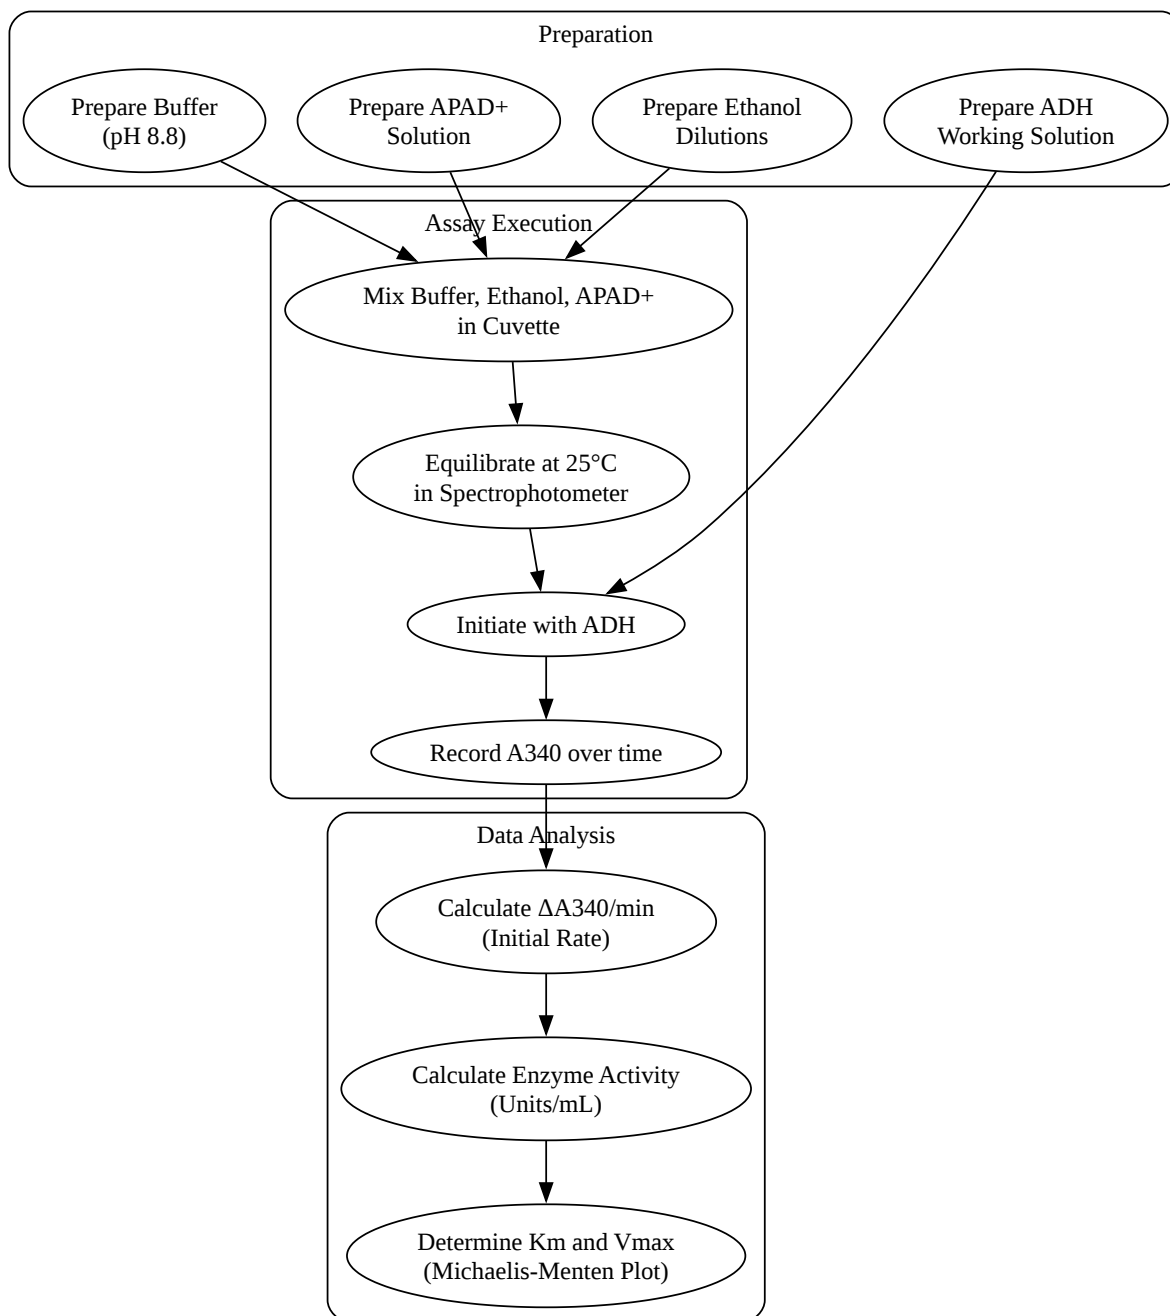 Preparation
Prepare Buffer
(pH 8.8)
Prepare APAD+
Solution
Prepare Ethanol
Dilutions
Prepare ADH
Working Solution
Assay Execution
Mix Buffer, Ethanol, APAD+
in Cuvette
Equilibrate at 25°C
in Spectrophotometer
Initiate with ADH
Record A340 over time
Data Analysis
Calculate ΔA340/min
(Initial Rate)
Calculate Enzyme Activity
(Units/mL)
Determine Km and Vmax
(Michaelis-Menten Plot)